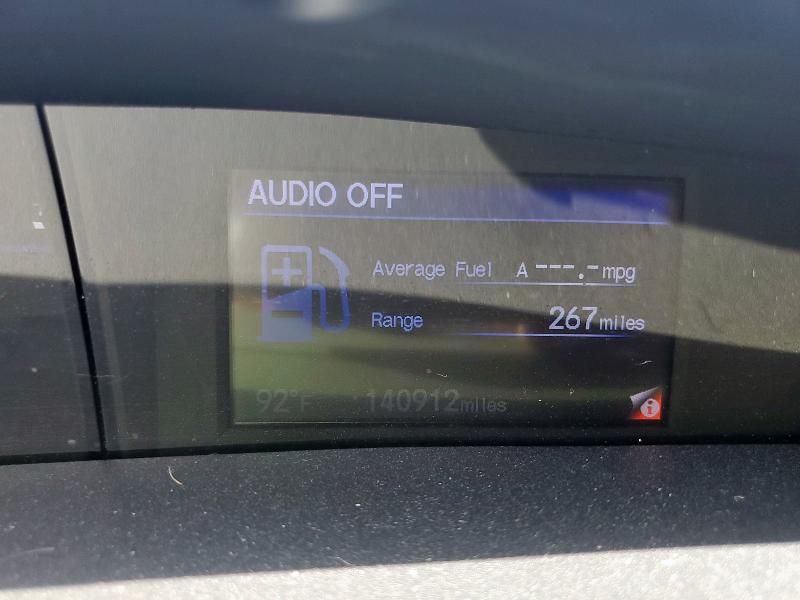 AUDIO OFF
Average Fuel A ---.- mpg
Range 267 miles
92°F 140912 miles